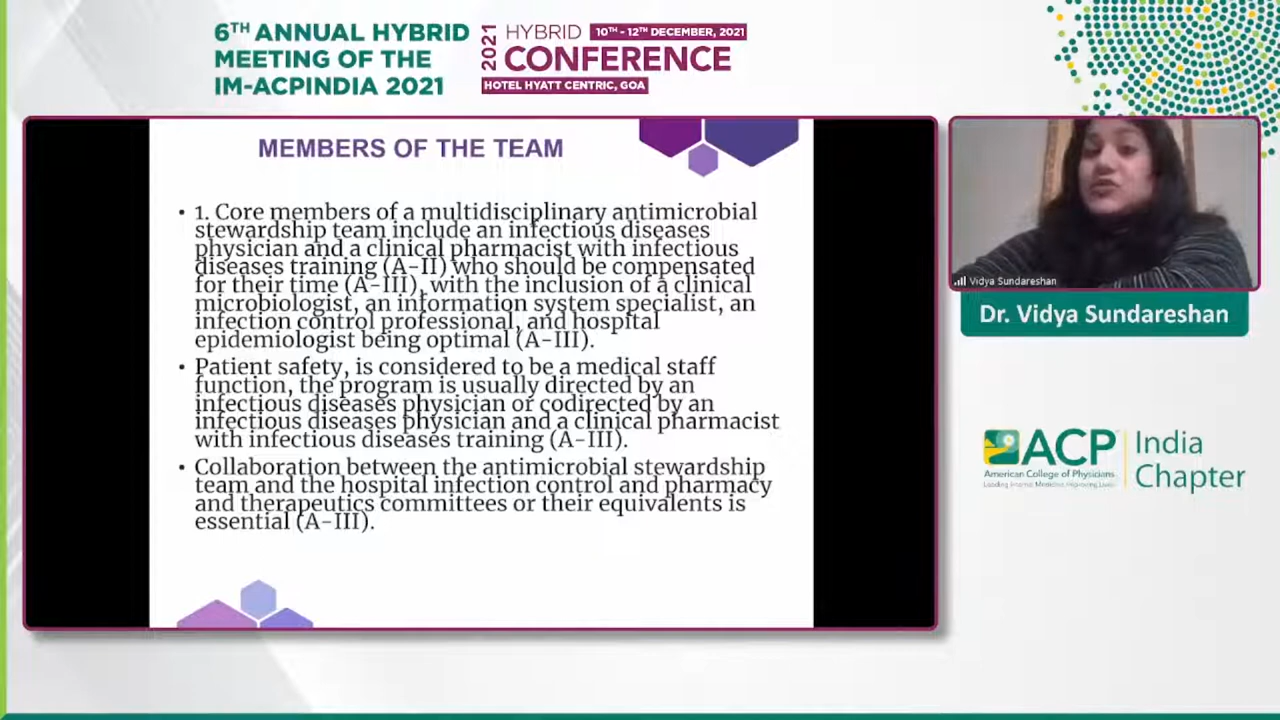 6TH ANNUAL HYBRID
MEETING OF THE
IM-ACPINDIA 2021
2021
HYBRID 10TH - 12TH DECEMBER, 2021
CONFERENCE
HOTEL HYATT CENTRIC, GOA
MEMBERS OF THE TEAM
• 1. Core members of a multidisciplinary antimicrobial
stewardship team include an infectious diseases
physician and a clinical pharmacist with infectious
diseases training (A-II) who should be compensated
for their time (A-III), with the inclusion of a clinical
microbiologist, an information system specialist, an
infection control professional, and hospital
epidemiologist being optimal (A-III).
• Patient safety, is considered to be a medical staff
function, the program is usually directed by an
infectious diseases physician or codirected by an
infectious diseases physician and a clinical pharmacist
with infectious diseases training (A-III).
• Collaboration between the antimicrobial stewardship
team and the hospital infection control and pharmacy
and therapeutics committees or their equivalents is
essential (A-III).
Vidya Sundareshan
Dr. Vidya Sundareshan
ACP
American College of Physicians
Leading Internal Medicine, Improving Lives
India
Chapter